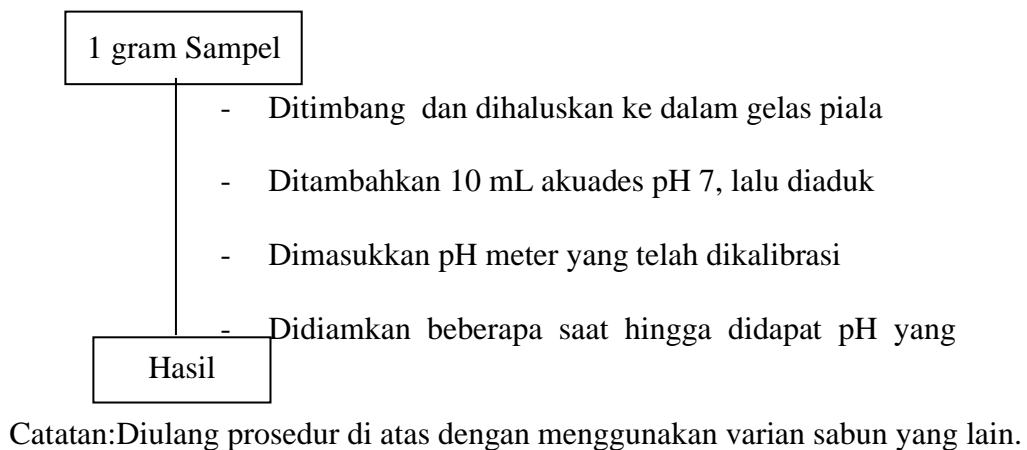 1 gram Sampel
- Ditimbang dan dihaluskan ke dalam gelas piala
- Ditambahkan 10 mL akuades pH 7, lalu diaduk
- Dimasukkan pH meter yang telah dikalibrasi
- Didiamkan beberapa saat hingga didapat pH yang
Hasil
Catatan:Diulang prosedur di atas dengan menggunakan varian sabun yang lain.